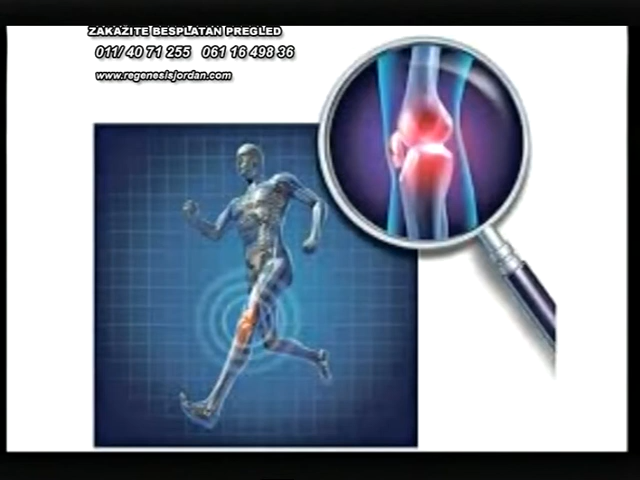 ZAKAŽITE BESPLATAN PREGLED
011/ 40 71 255 061 16 498 36
www.regenesisjordan.com